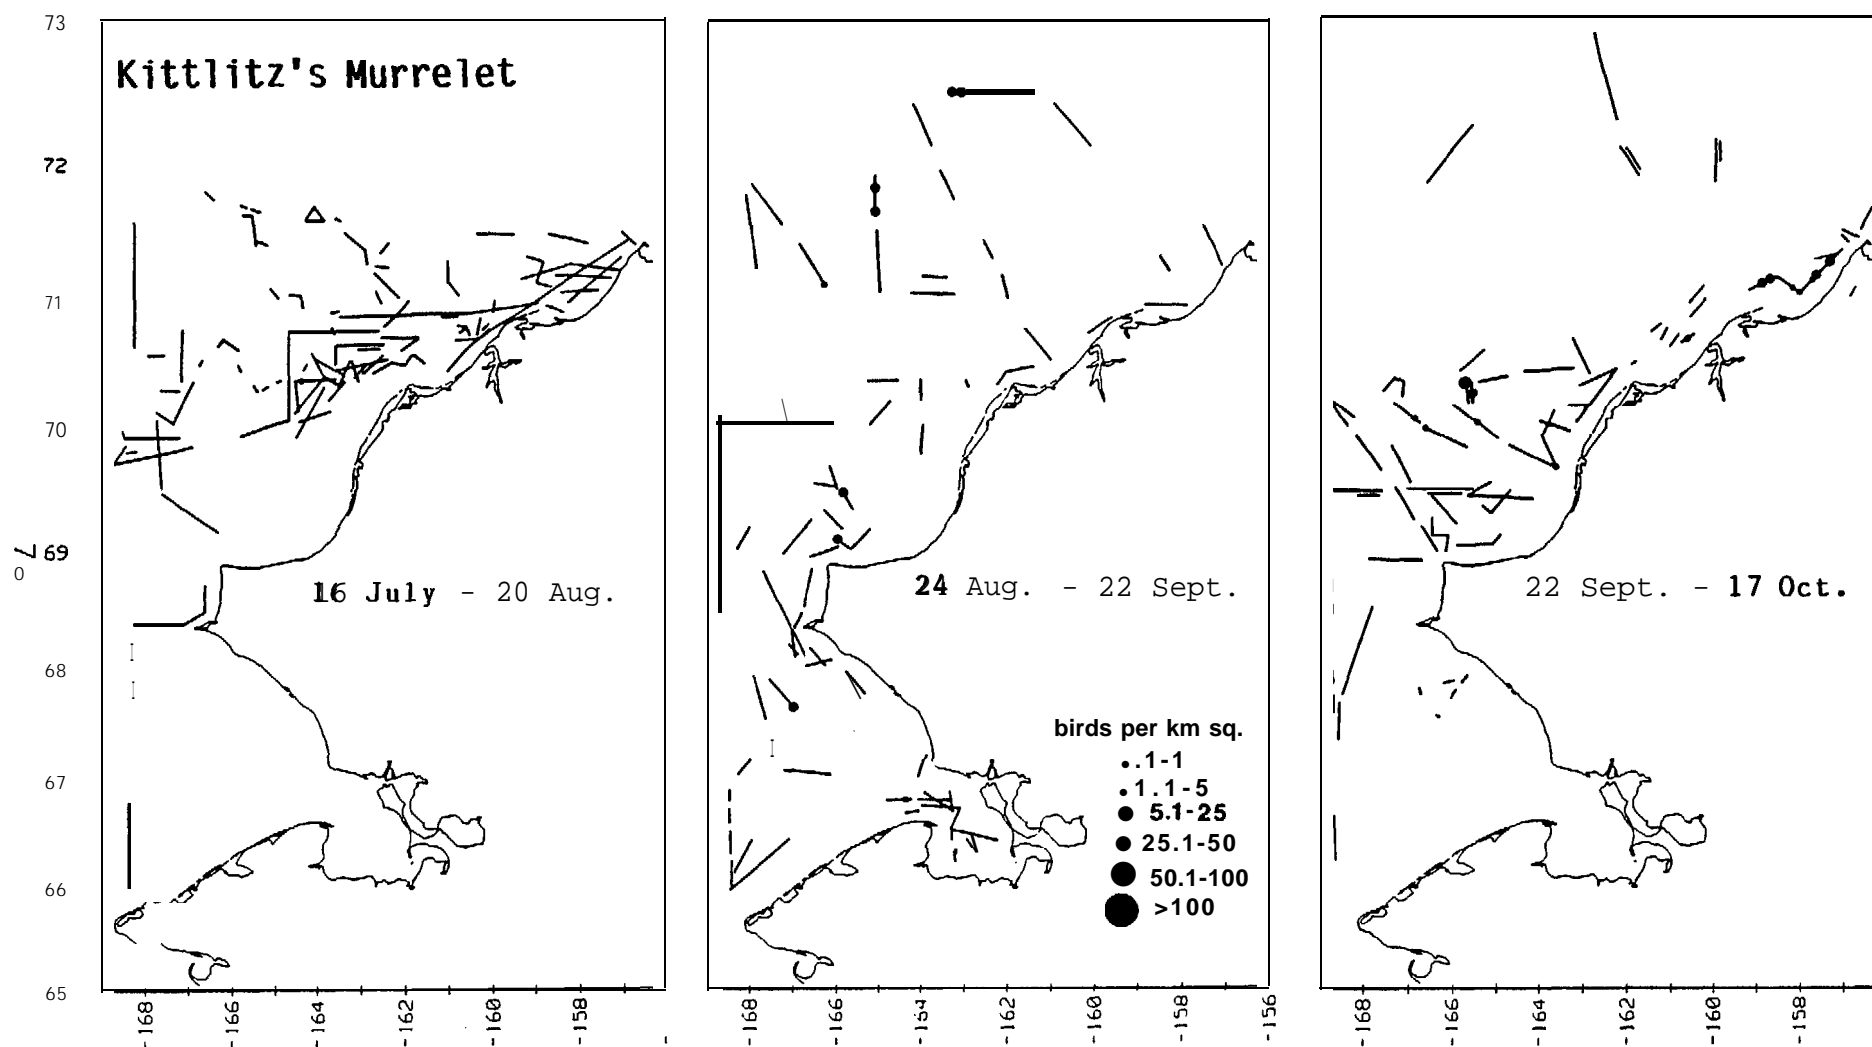 Kittlitz's Murrelet
73
72
71
70
69
68
67
66
65
70
16 July - 20 Aug.
-168 -166 -164 -162 -160 -158 -
24 Aug. - 22 Sept.
birds per km sq.
.1-1
1.1-5
5.1-25
25.1-50
50.1-100
>100
-168 -166 -164 -162 -160 -158 -156
22 Sept. - 17 Oct.
-168 -166 -164 -162 -160 -158